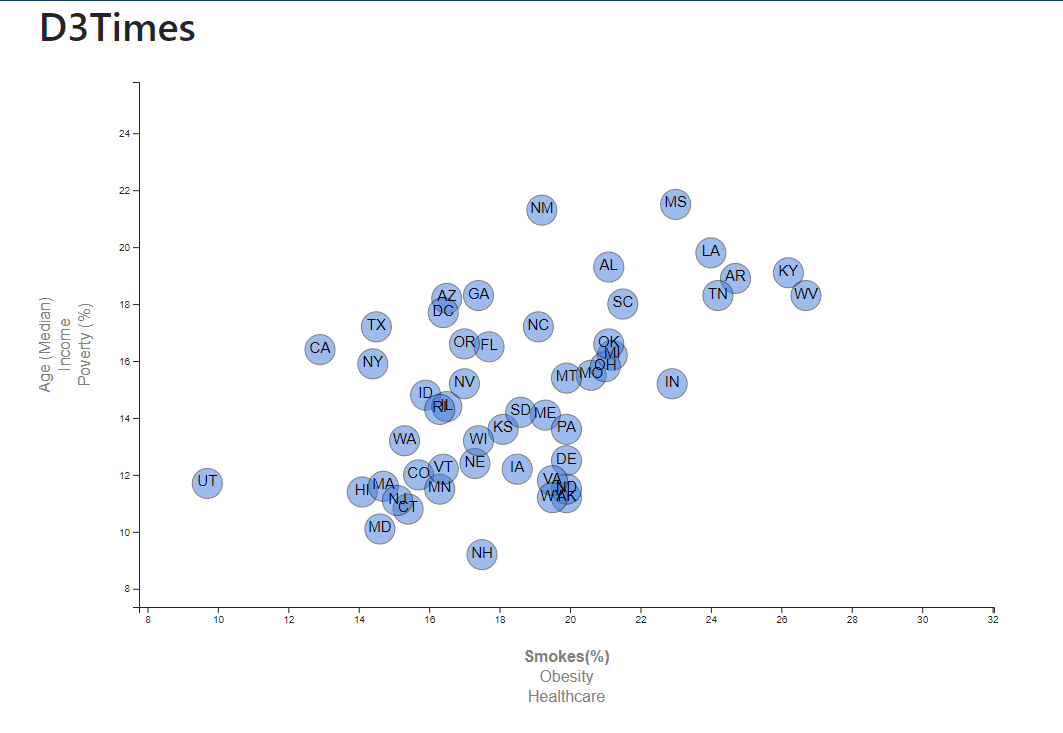 D3Times
24
22
20
18
16
14
12
10
8
Age (Median)
Income
Poverty (%)
NM
MS
LA
AL
AR
KY
TN
WV
AZ
GA
DC
SC
TX
NC
CA
OR
FL
OK
MI
NY
OH
MT
MO
NV
IN
ID
RI
IL
SD
ME
KS
PA
WA
WI
NE
DE
UT
CO
VT
IA
HI
MA
MN
VA
ND
NJ
CT
AK
MD
NH
8 10 12 14 16 18 20 22 24 26 28 30 32
Smokes(%)
Obesity
Healthcare